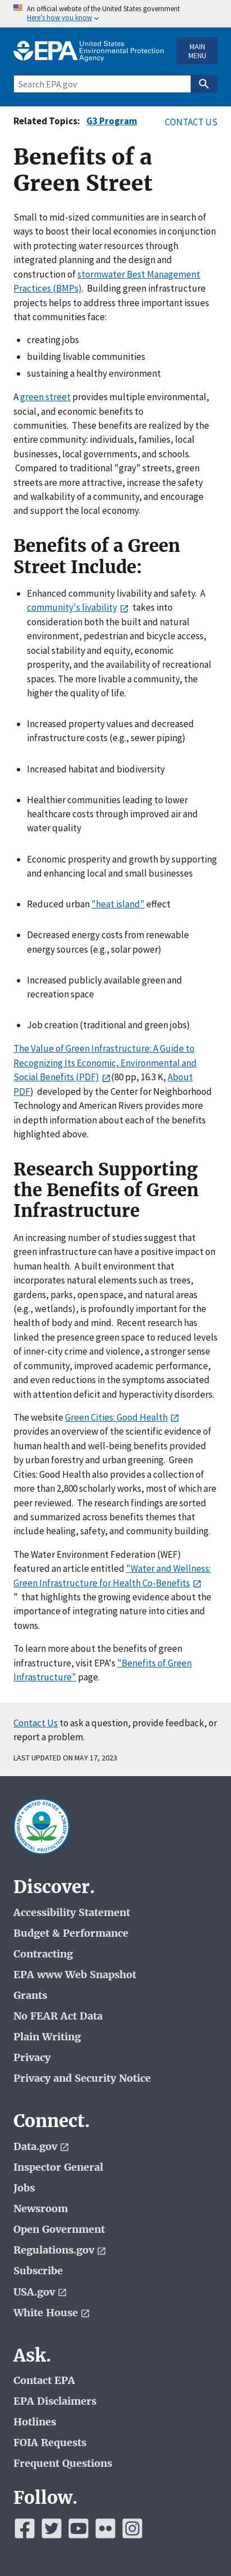 An official website of the United States government
Here's how you know
EPA United States
Environmental Protection
Agency
MAIN
MENU
Search EPA.gov
Related Topics: G3 Program
CONTACT US
Benefits of a
Green Street
Small to mid-sized communities are in search of
ways to boost their local economies in conjunction
with improving water resources through
integrated planning and the design and
construction of stormwater Best Management
Practices (BMPs).  Building green infrastructure
projects helps to address three important issues
that communities face:
• creating jobs
• building livable communities
• sustaining a healthy environment
A green street provides multiple environmental,
social, and economic benefits to
communities.  These benefits are realized by the
entire community: individuals, families, local
businesses, local governments, and schools.
Compared to traditional "gray" streets, green
streets are more attractive, increase the safety
and walkability of a community, and encourage
groundwater recharge and out-of-doors physical
activity.
Benefits of a Green
Street Include:
• Enhanced community livability and safety.  A
community's livability takes into
consideration both the built and natural
environment, pedestrian and bicycle access,
social stability and equity, economic
prosperity, and the availability of recreational
spaces. The more livable a community, the
higher the quality of life.
• Increased property values and decreased
infrastructure costs (e.g., sewer piping)
• Increased habitat and biodiversity
• Healthier communities leading to lower
healthcare costs through improved air and
water quality
• Economic prosperity and growth by supporting
and enhancing local and small businesses
• Reduced urban "heat island" effect
• Decreased energy costs from renewable
energy sources (e.g., solar power)
• Increased publicly available green and
recreation space
• Job creation (traditional and green jobs)
The Value of Green Infrastructure: A Guide to
Recognizing Its Economic, Environmental and
Social Benefits (PDF) (80 pp, 16.3 K, About
PDF)  developed by the Center for Neighborhood
Technology and American Rivers provides more
in depth information about each of the benefits
highlighted above.
Research Supporting
the Benefits of Green
Infrastructure
An increasing number of studies suggest that
green infrastructure can have a positive impact on
human health.  A built environment that
incorporates natural elements such as trees,
gardens, parks, open space, and naturals areas
(e.g., wetlands), is profoundly important for the
health of body and mind.  Recent research has
linked the presence green space to reduced levels
of inner city crime and violence, a stronger sense
of community, improved academic performance,
and even reductions in symptoms associated with
attention deficit and hyperactivity disorders.
The website Green Cities: Good Health
provides an overview of the scientific evidence of
human health and well-being benefits provided
by urban forestry and urban greening.  Green
Cities: Good Health also provides a collection of
more than 2,800 scholarly works, most of which
are peer reviewed.  The research findings are
sorted and summarized across benefits themes,
including health, safety, and community building.
The Water Environment Federation (WEF)
featured an article entitled "Water and Wellness:
Green Infrastructure for Health Co-Benefits
"  that highlights the growing evidence about the
importance of integrating nature into cities and
towns.
To learn more about the benefits of green
infrastructure, visit EPA's "Benefits of Green
Infrastructure" page.
Contact Us to ask a question, provide feedback, or
report a problem.
LAST UPDATED ON MAY 17, 2023
UNITED STATES
ENVIRONMENTAL PROTECTION AGENCY
Discover.
Accessibility Statement
Budget & Performance
Contracting
EPA www Web Snapshot
Grants
No FEAR Act Data
Plain Writing
Privacy
Privacy and Security Notice
Connect.
Data.gov
Inspector General
Jobs
Newsroom
Open Government
Regulations.gov
Subscribe
USA.gov
White House
Ask.
Contact EPA
EPA Disclaimers
Hotlines
FOIA Requests
Frequent Questions
Follow.